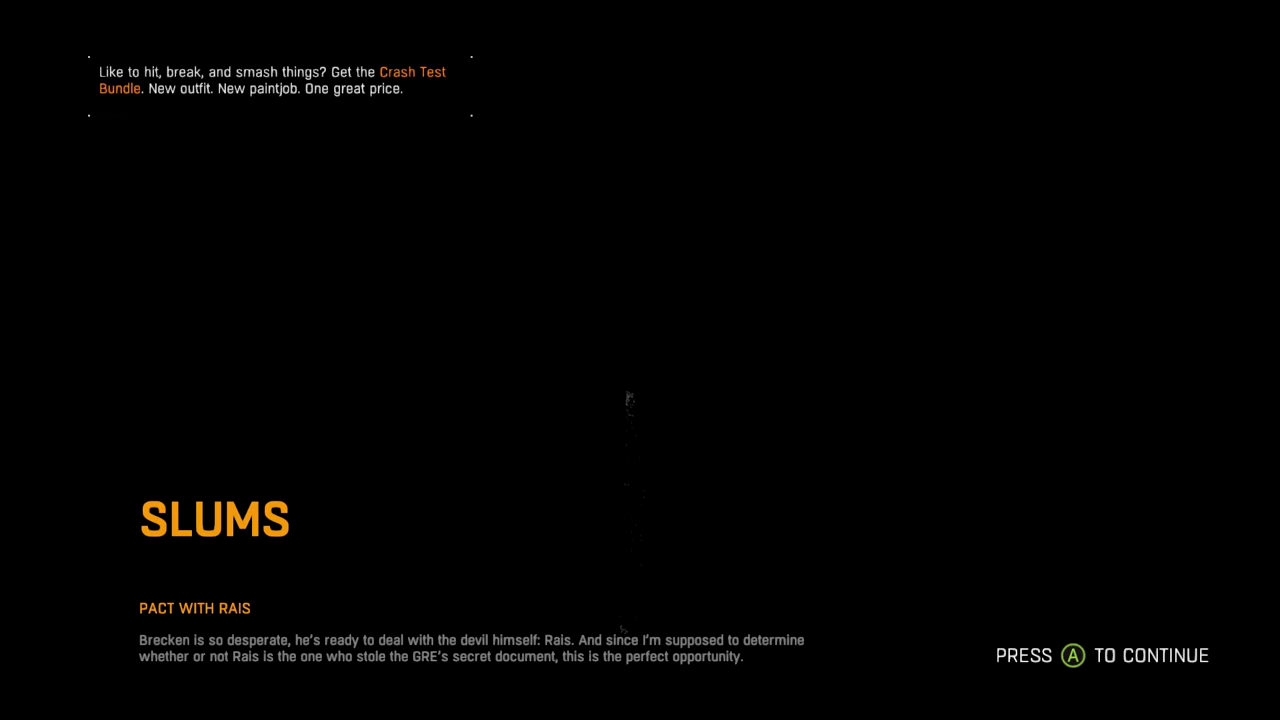 Like to hit, break, and smash things? Get the Crash Test
Bundle. New outfit. New paintjob. One great price.
SLUMS
PACT WITH RAIS
Brecken is so desperate, he's ready to deal with the devil himself: Rais. And since I'm supposed to determine
whether or not Rais is the one who stole the GRE's secret document, this is the perfect opportunity.
PRESS A TO CONTINUE